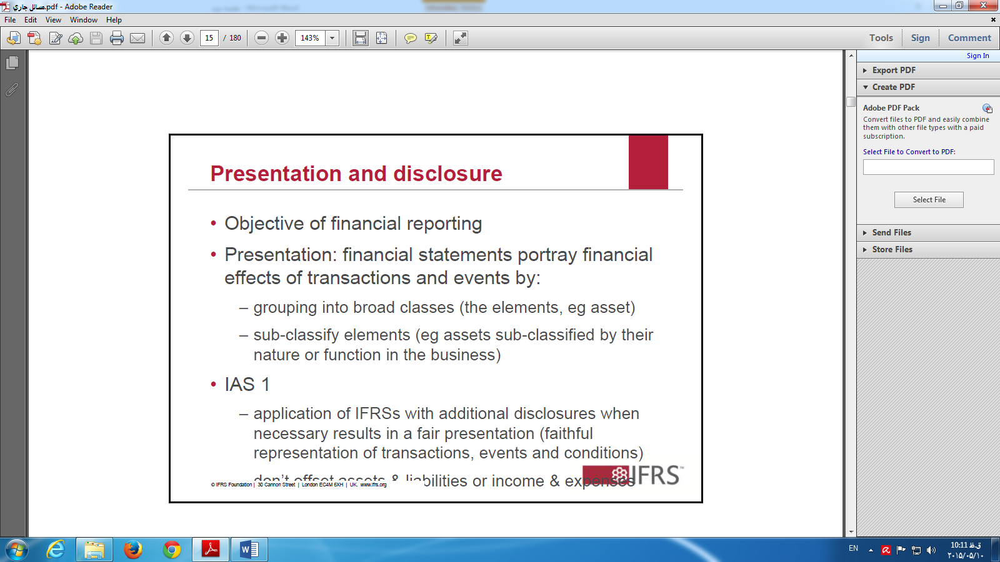 مسائل جاري.pdf - Adobe Reader
File Edit View Window Help
15 / 180 143% Tools Sign Comment
Sign In
Export PDF
Create PDF
Adobe PDF Pack
Convert files to PDF and easily combine
them with other file types with a paid
subscription.
Select File to Convert to PDF:
Select File
Send Files
Store Files
Presentation and disclosure
• Objective of financial reporting
• Presentation: financial statements portray financial
effects of transactions and events by:
– grouping into broad classes (the elements, eg asset)
– sub-classify elements (eg assets sub-classified by their
nature or function in the business)
• IAS 1
– application of IFRSs with additional disclosures when
necessary results in a fair presentation (faithful
representation of transactions, events and conditions)
don't offset assets & liabilities or income & expenses
© IFRS Foundation | 30 Cannon Street | London EC4M 6XH | UK. www.ifrs.org
IFRS™
EN
10:11 ق.ظ
٢٠١٥/٠٥/١٠